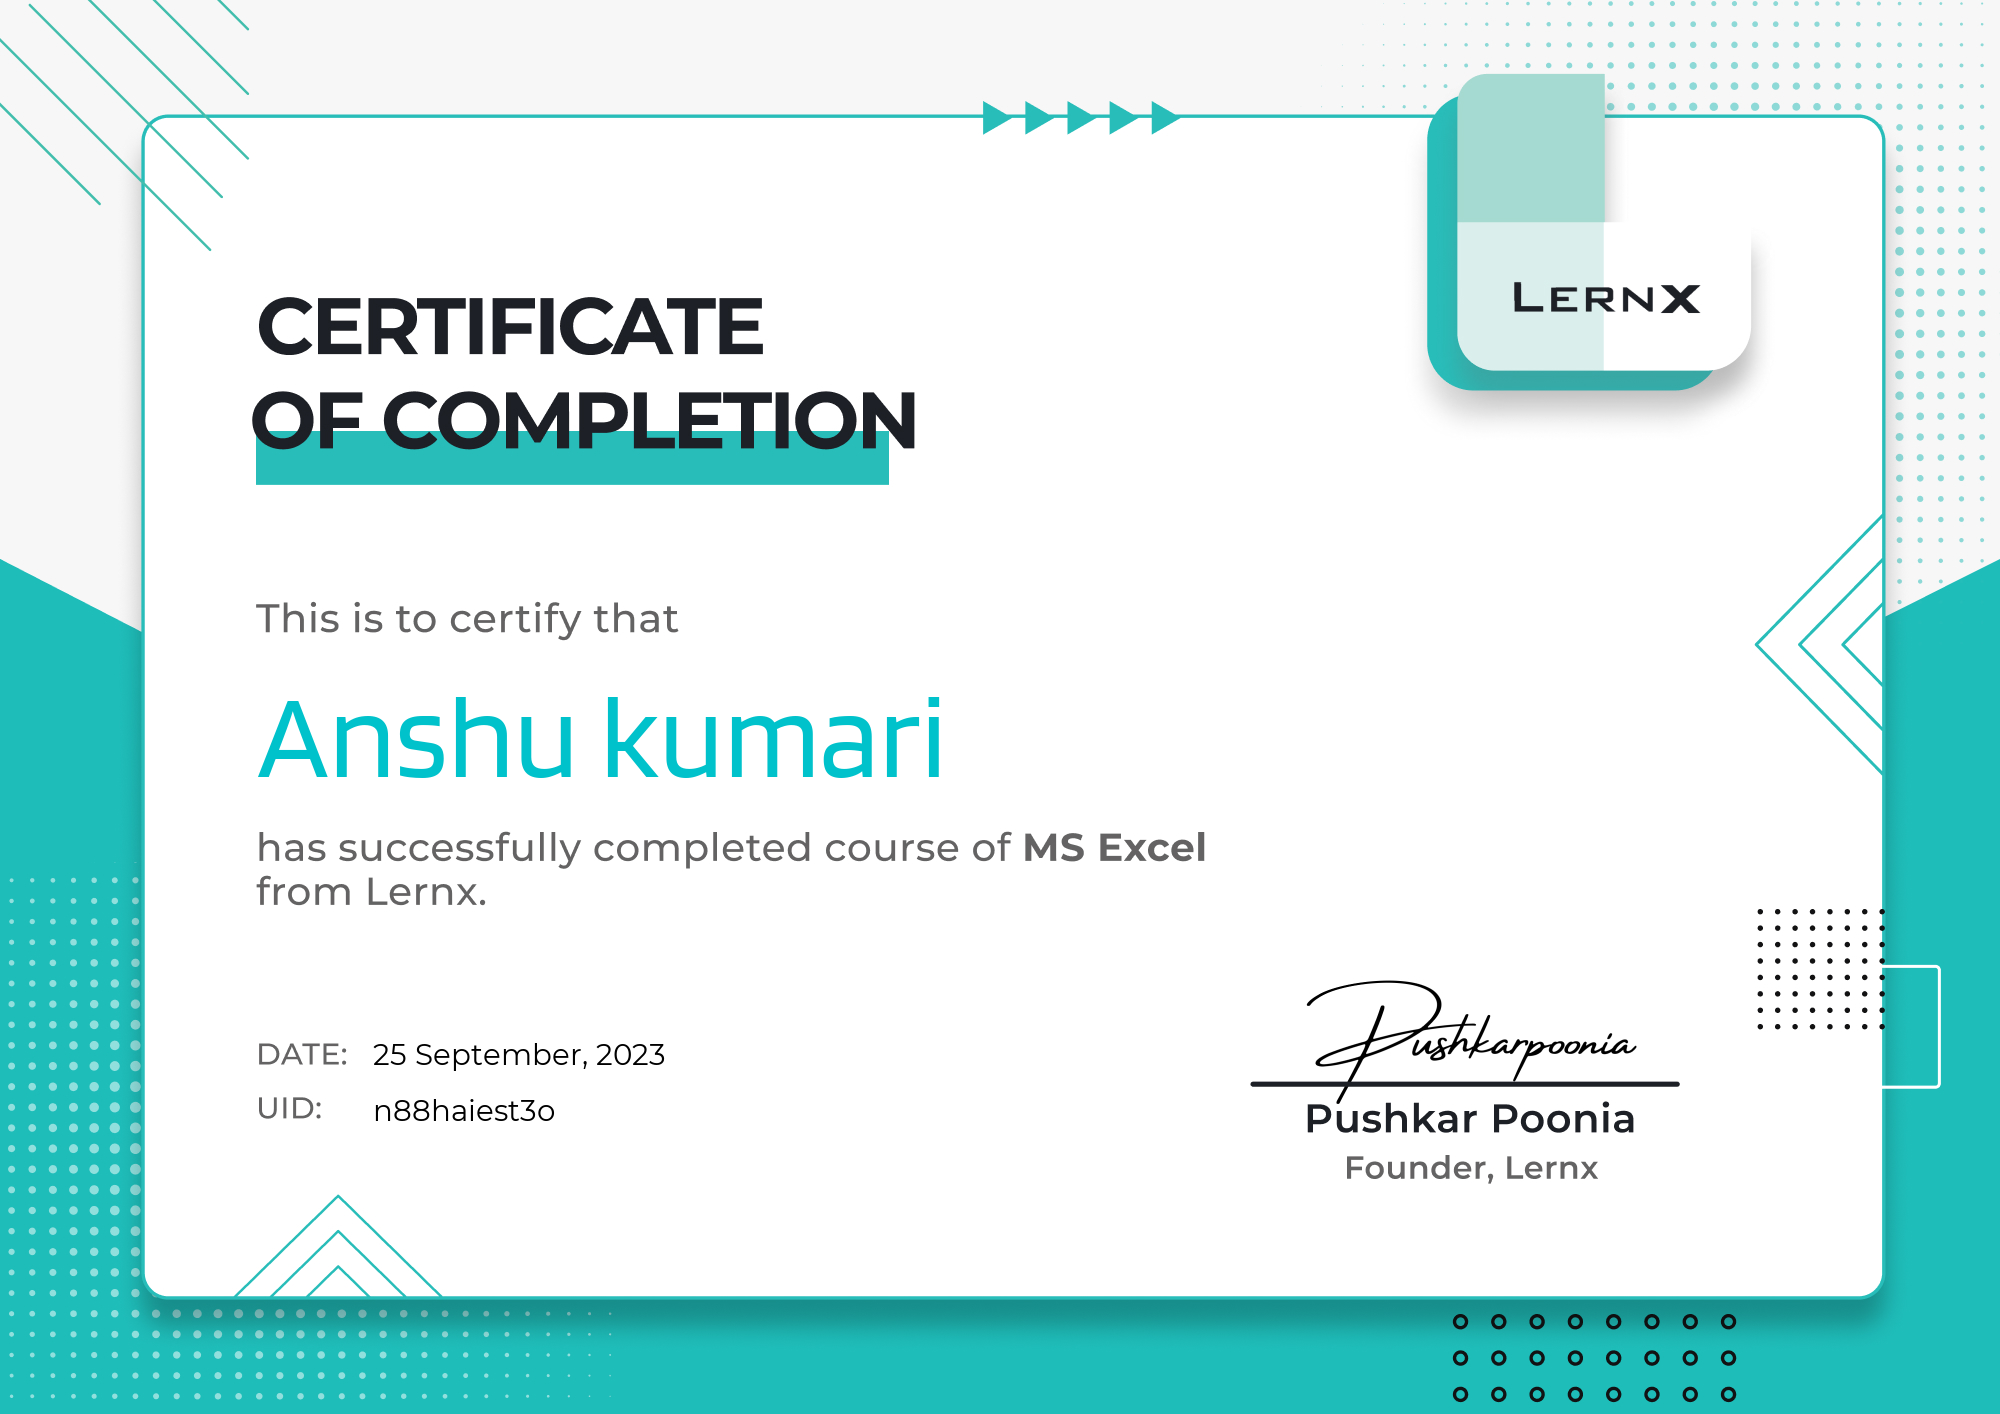 LERNX
CERTIFICATE
OF COMPLETION
This is to certify that
Anshu kumari
has successfully completed course of MS Excel
from Lernx.
DATE: 25 September, 2023
UID: n88haiest3o
Pushkarpoonia
Pushkar Poonia
Founder, Lernx